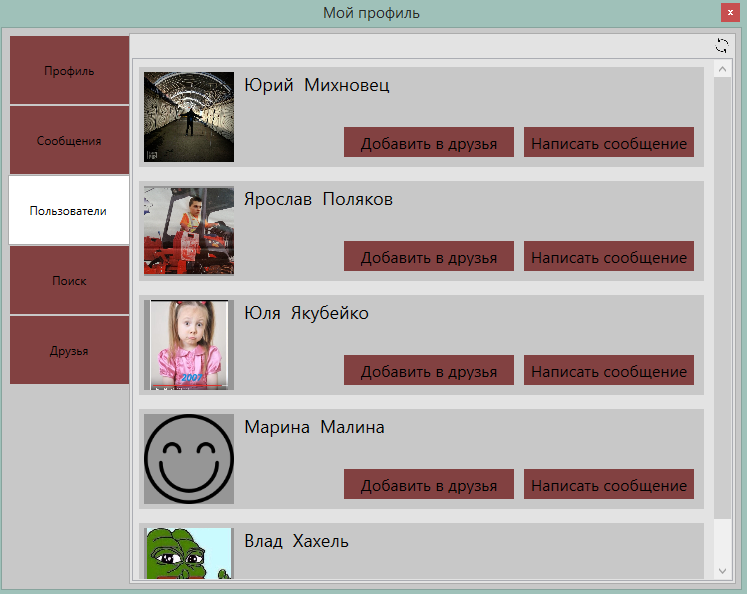 Мой профиль
x
Профиль
Сообщения
Пользователи
Поиск
Друзья
Юрий Михновец
Добавить в друзья Написать сообщение
Ярослав Поляков
Добавить в друзья Написать сообщение
Юля Якубейко
2007
Добавить в друзья Написать сообщение
Марина Малина
Добавить в друзья Написать сообщение
Влад Хахель